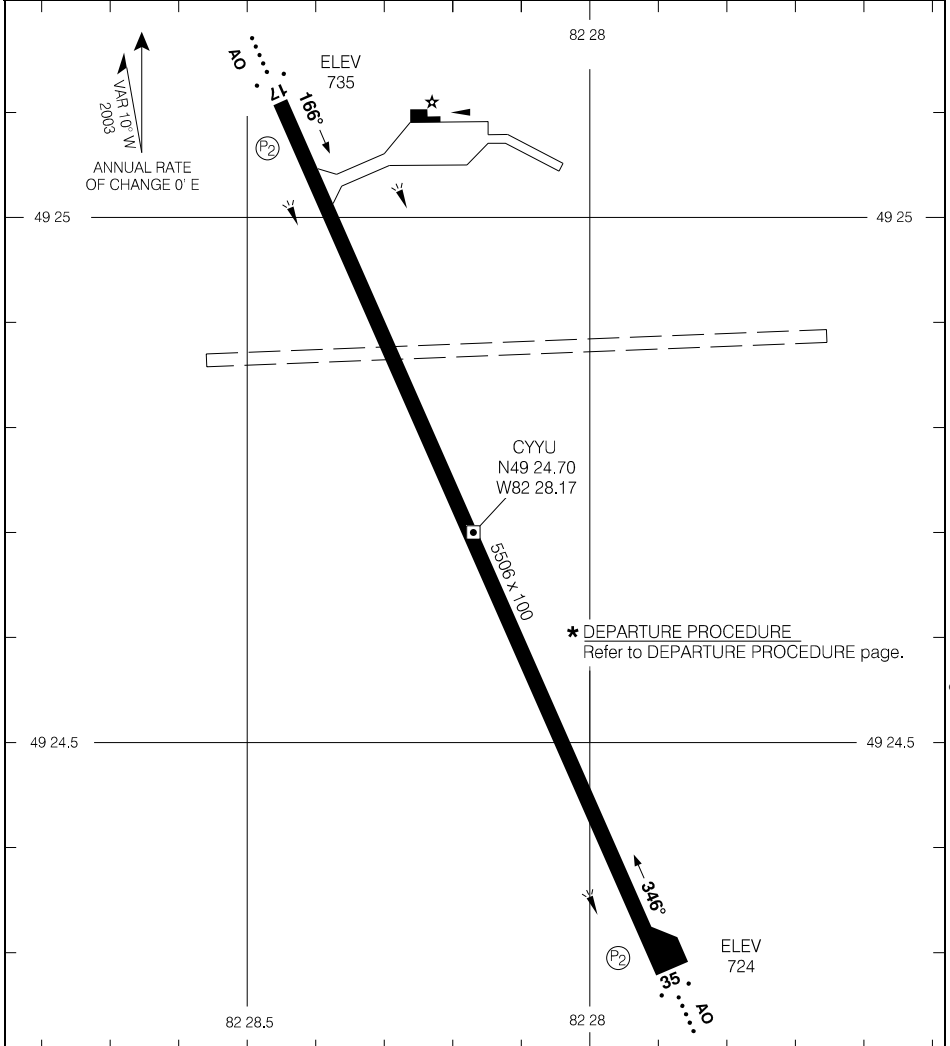 82 28
AO
ELEV
735
17
166°
VAR 10° W
2003
P2
ANNUAL RATE
OF CHANGE 0' E
49 25
49 25
CYYU
N49 24.70
W82 28.17
5506 x 100
* DEPARTURE PROCEDURE
Refer to DEPARTURE PROCEDURE page.
49 24.5
49 24.5
346°
P2
ELEV
724
35
AO
82 28.5
82 28